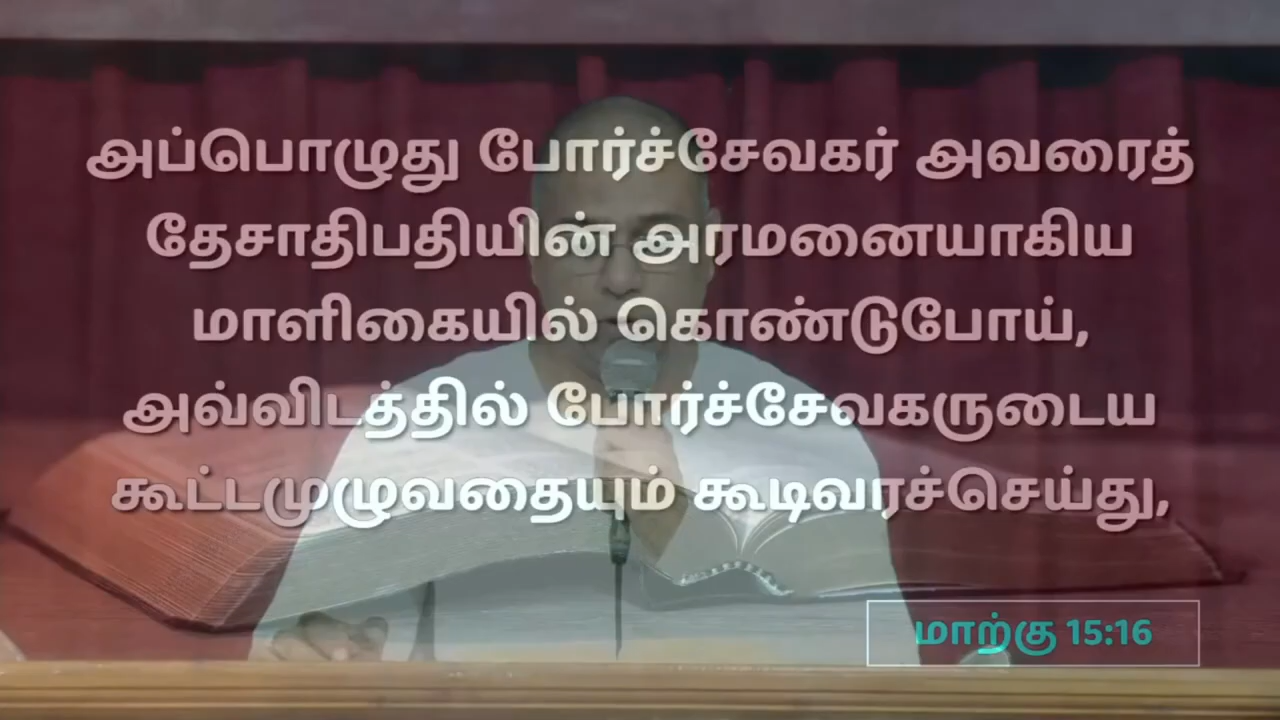 அப்பொழுது போர்ச்சேவகர் அவரைத்
தேசாதிபதியின் அரமனையாகிய
மாளிகையில் கொண்டுபோய்,
அவ்விடத்தில் போர்ச்சேவகருடைய
கூட்டமுழுவதையும் கூடிவரச்செய்து,
மாற்கு 15:16